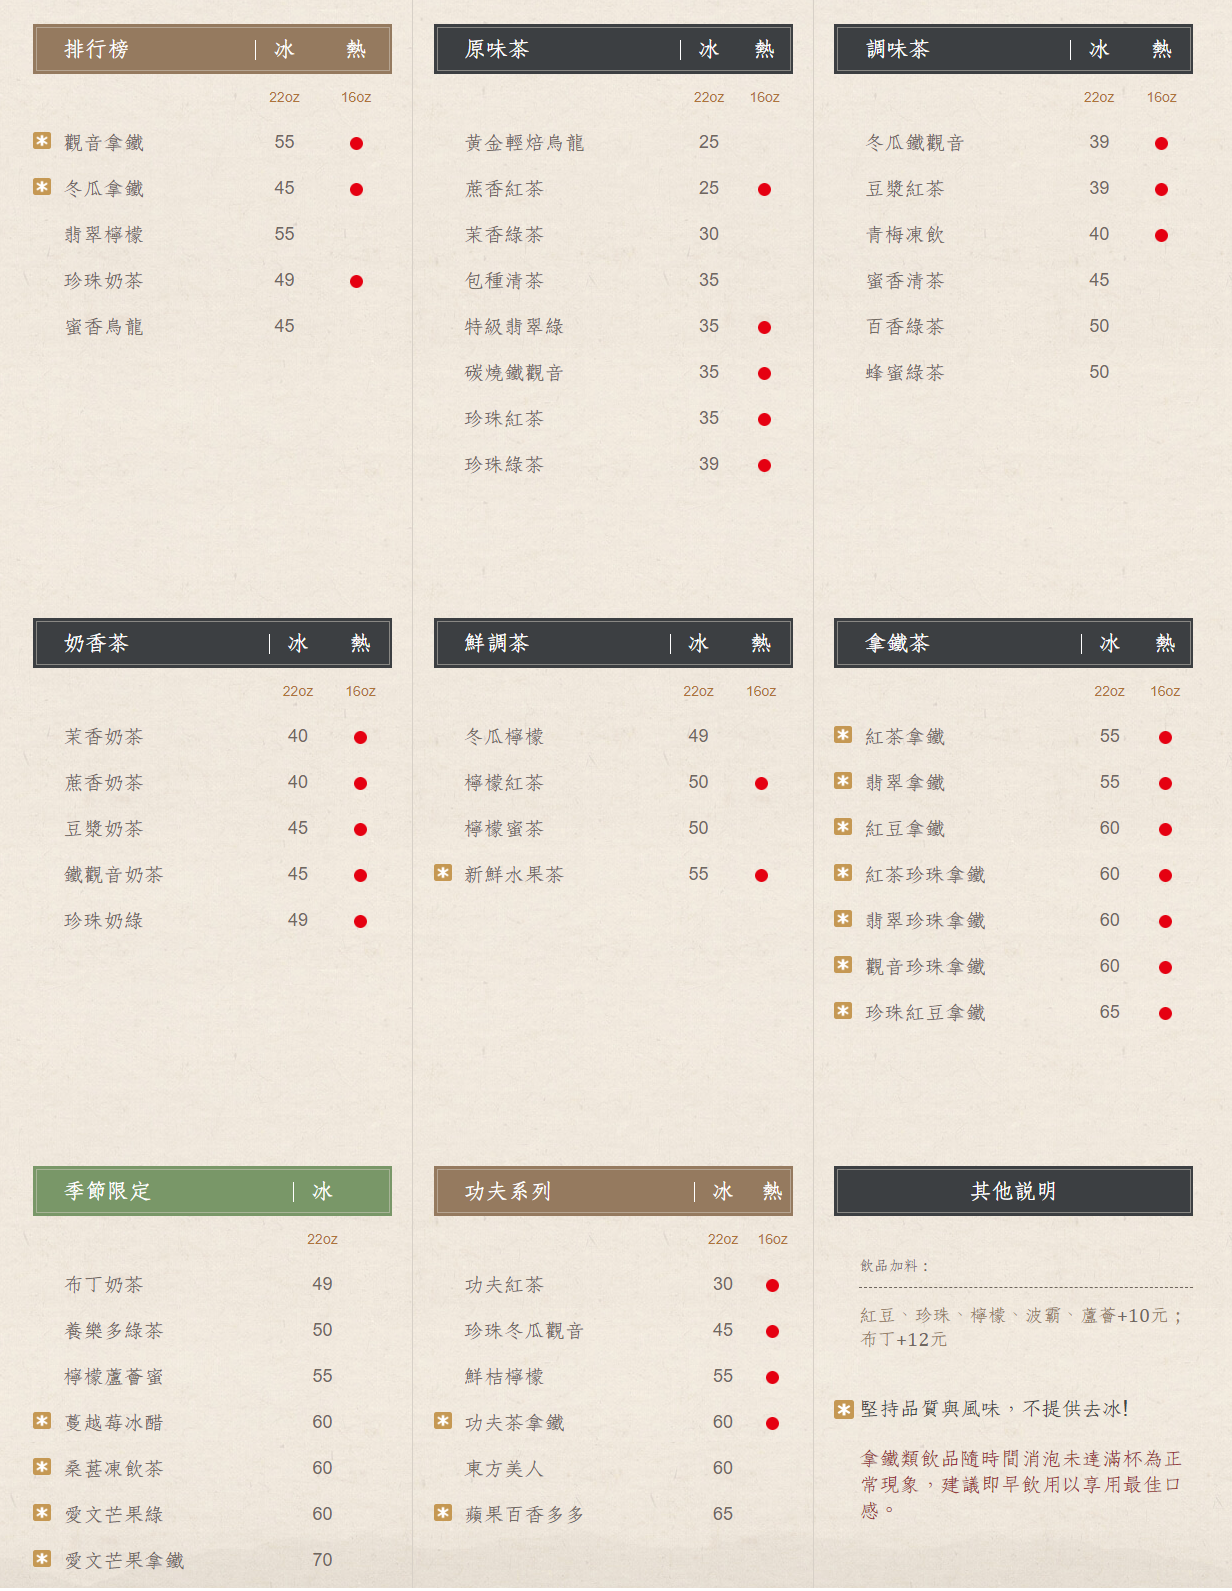 排行榜 冰 熱
22oz 16oz
觀音拿鐵 55 ●
冬瓜拿鐵 45 ●
翡翠檸檬 55
珍珠奶茶 49 ●
蜜香烏龍 45
原味茶 冰 熱
22oz 16oz
黃金輕焙烏龍 25
蔗香紅茶 25 ●
茉香綠茶 30
包種清茶 35
特級翡翠綠 35 ●
碳燒鐵觀音 35 ●
珍珠紅茶 35 ●
珍珠綠茶 39 ●
調味茶 冰 熱
22oz 16oz
冬瓜鐵觀音 39 ●
豆漿紅茶 39 ●
青梅凍飲 40 ●
蜜香清茶 45
百香綠茶 50
蜂蜜綠茶 50
奶香茶 冰 熱
22oz 16oz
茉香奶茶 40 ●
蔗香奶茶 40 ●
豆漿奶茶 45 ●
鐵觀音奶茶 45 ●
珍珠奶綠 49 ●
鮮調茶 冰 熱
22oz 16oz
冬瓜檸檬 49
檸檬紅茶 50 ●
檸檬蜜茶 50
新鮮水果茶 55 ●
拿鐵茶 冰 熱
22oz 16oz
紅茶拿鐵 55 ●
翡翠拿鐵 55 ●
紅豆拿鐵 60 ●
紅茶珍珠拿鐵 60 ●
翡翠珍珠拿鐵 60 ●
觀音珍珠拿鐵 60 ●
珍珠紅豆拿鐵 65 ●
季節限定 冰
22oz
布丁奶茶 49
養樂多綠茶 50
檸檬蘆薈蜜 55
蔓越莓冰醋 60
桑葚凍飲茶 60
愛文芒果綠 60
愛文芒果拿鐵 70
功夫系列 冰 熱
22oz 16oz
功夫紅茶 30 ●
珍珠冬瓜觀音 45 ●
鮮桔檸檬 55 ●
功夫茶拿鐵 60 ●
東方美人 60
蘋果百香多多 65
其他說明
飲品加料：
紅豆、珍珠、檸檬、波霸、蘆薈+10元；
布丁+12元
堅持品質與風味，不提供去冰!
拿鐵類飲品隨時間消泡未達滿杯為正
常現象，建議即早飲用以享用最佳口
感。